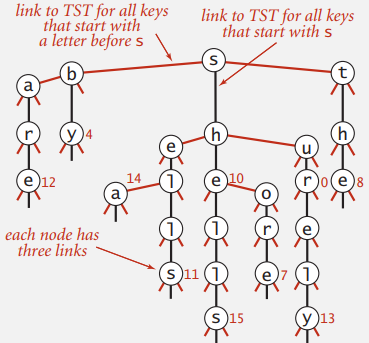 link to TST for all keys
that start with
a letter before s
link to TST for all keys
that start with s
s
b
t
a
r
y 4
h
h
e
u
14
a
l
e 10
o
r 0
e 8
e 12
l
l
r
e
each node has
three links
s 11
l
e 7
l
s 15
y 13